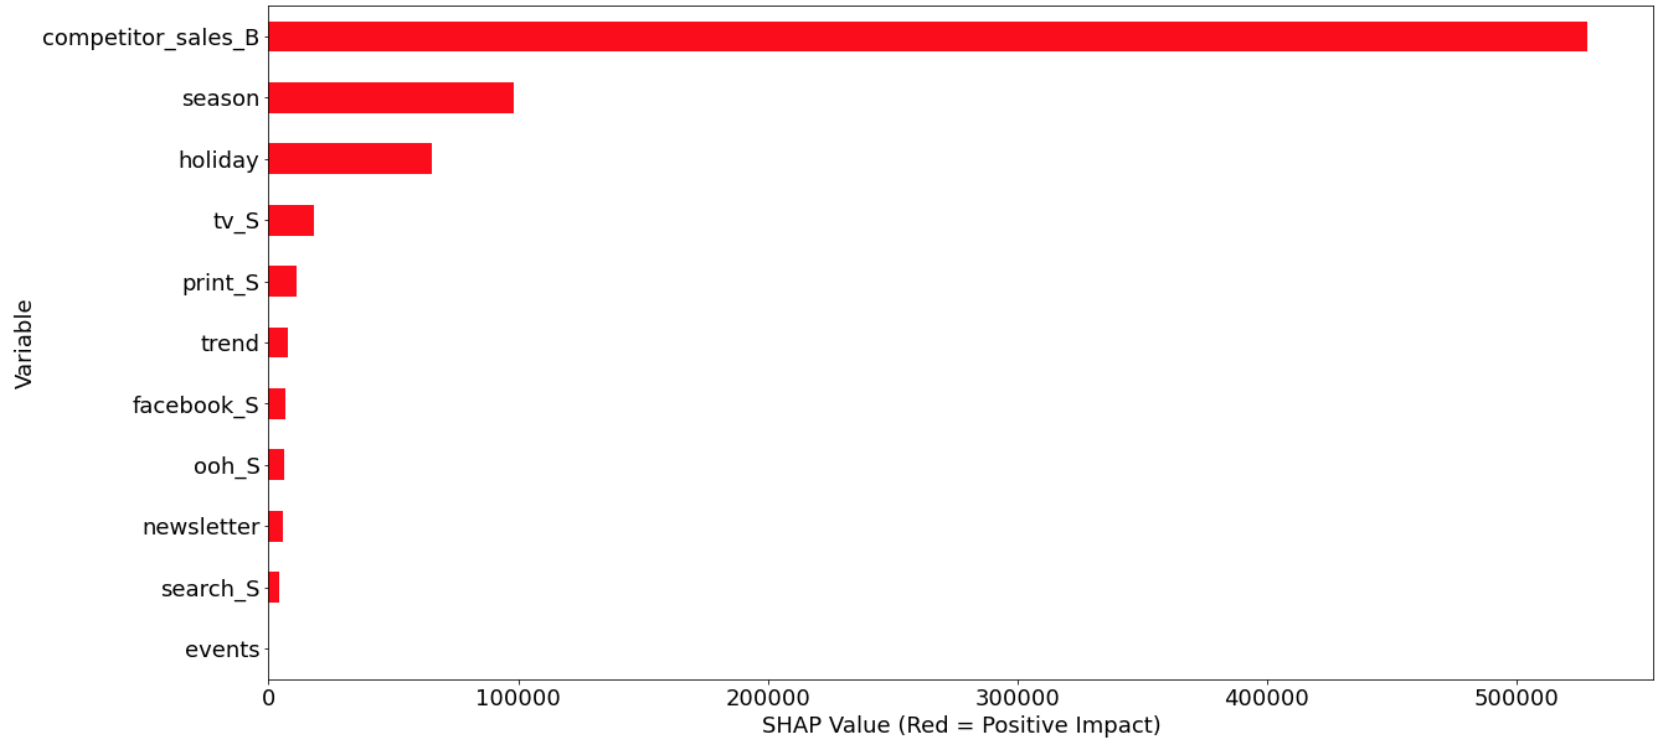 competitor_sales_B
season
holiday
tv_S
print_S
trend
facebook_S
ooh_S
newsletter
search_S
events
Variable
0 100000 200000 300000 400000 500000
SHAP Value (Red = Positive Impact)